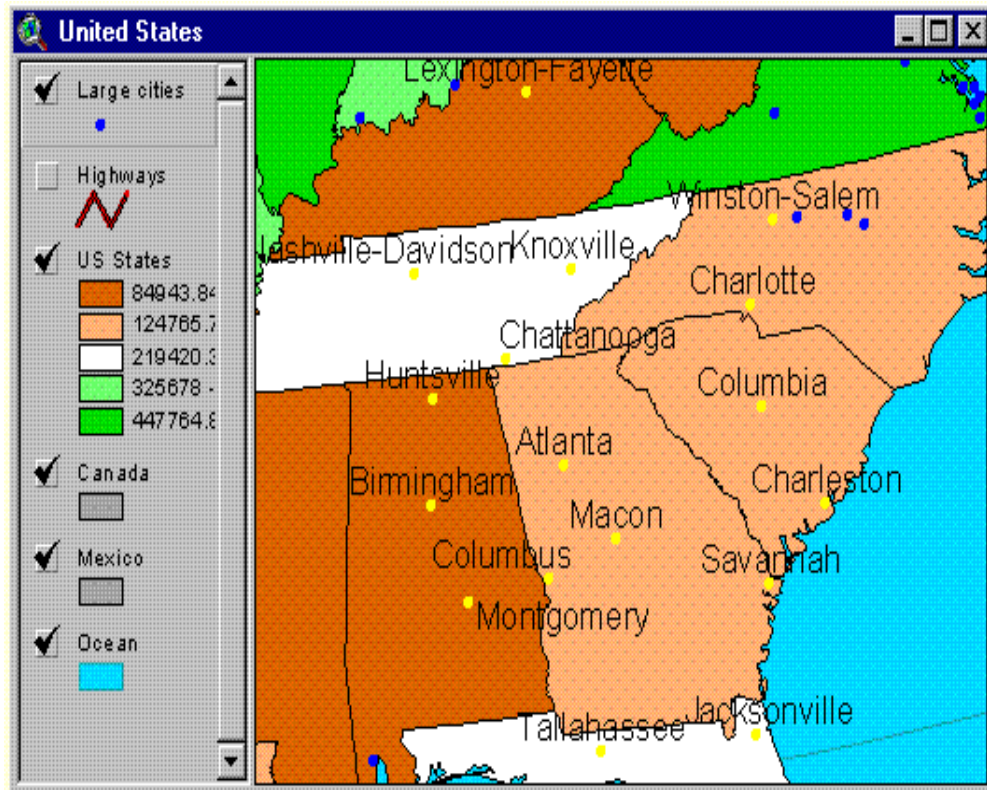 United States
Large cities
Highways
US States
84943.84
124765.7
219420.3
325678 -
447764.8
Canada
Mexico
Ocean
Lexington-Fayette
Winston-Salem
Nashville-Davidson
Knoxville
Charlotte
Chattanooga
Huntsville
Columbia
Atlanta
Birmingham
Charleston
Macon
Columbus
Savannah
Montgomery
Jacksonville
Tallahassee